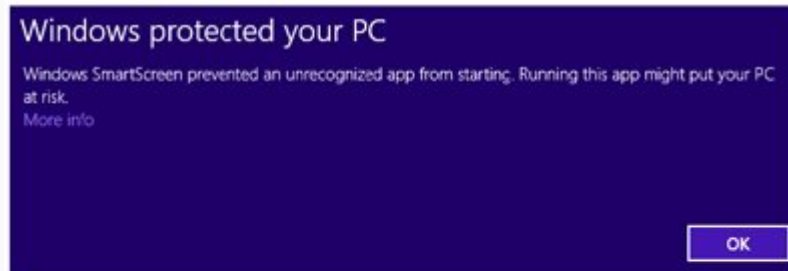 Windows protected your PC
Windows SmartScreen prevented an unrecognized app from starting. Running this app might put your PC
at risk.
More info
OK